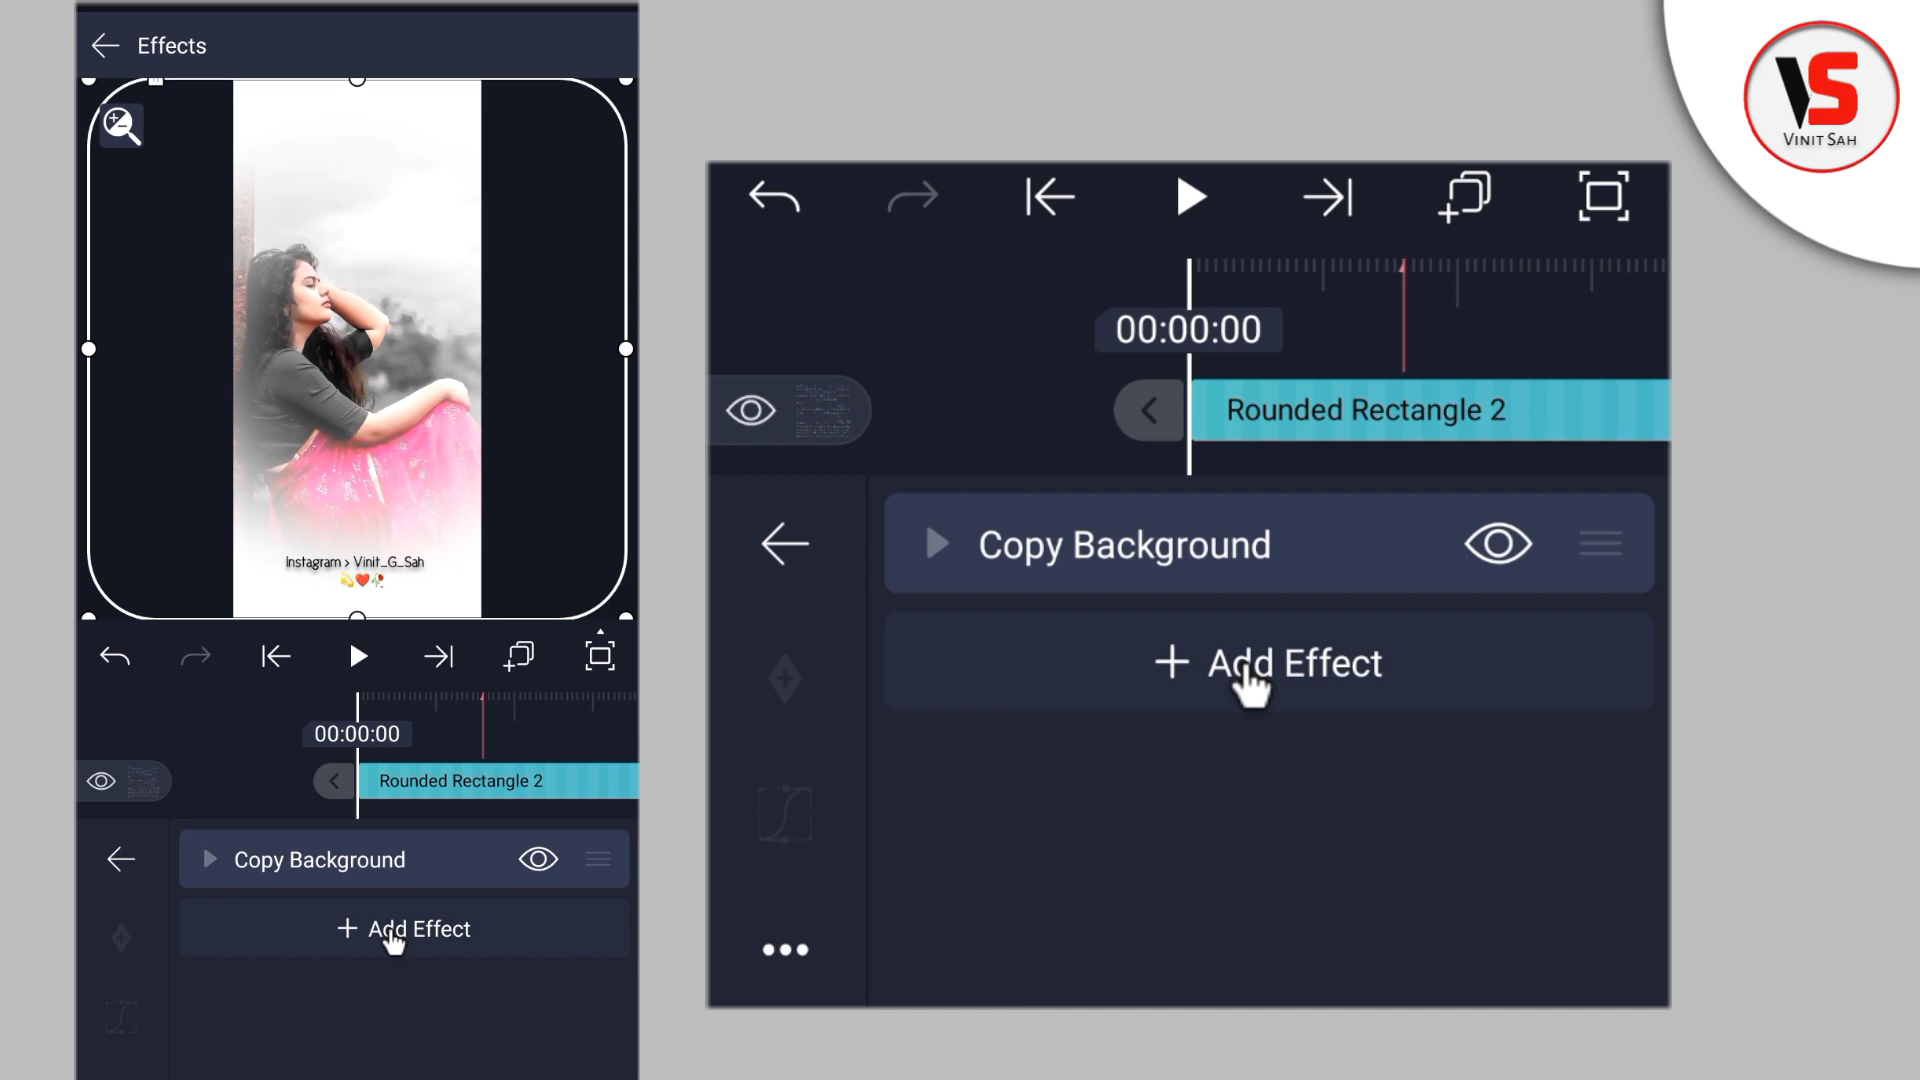 Effects
VS
VINIT SAH
Instagram > Vinit_G_Sah
💫❤️🥀
00:00:00
Rounded Rectangle 2
Copy Background
+ Add Effect
00:00:00
Rounded Rectangle 2
Copy Background
+ Add Effect